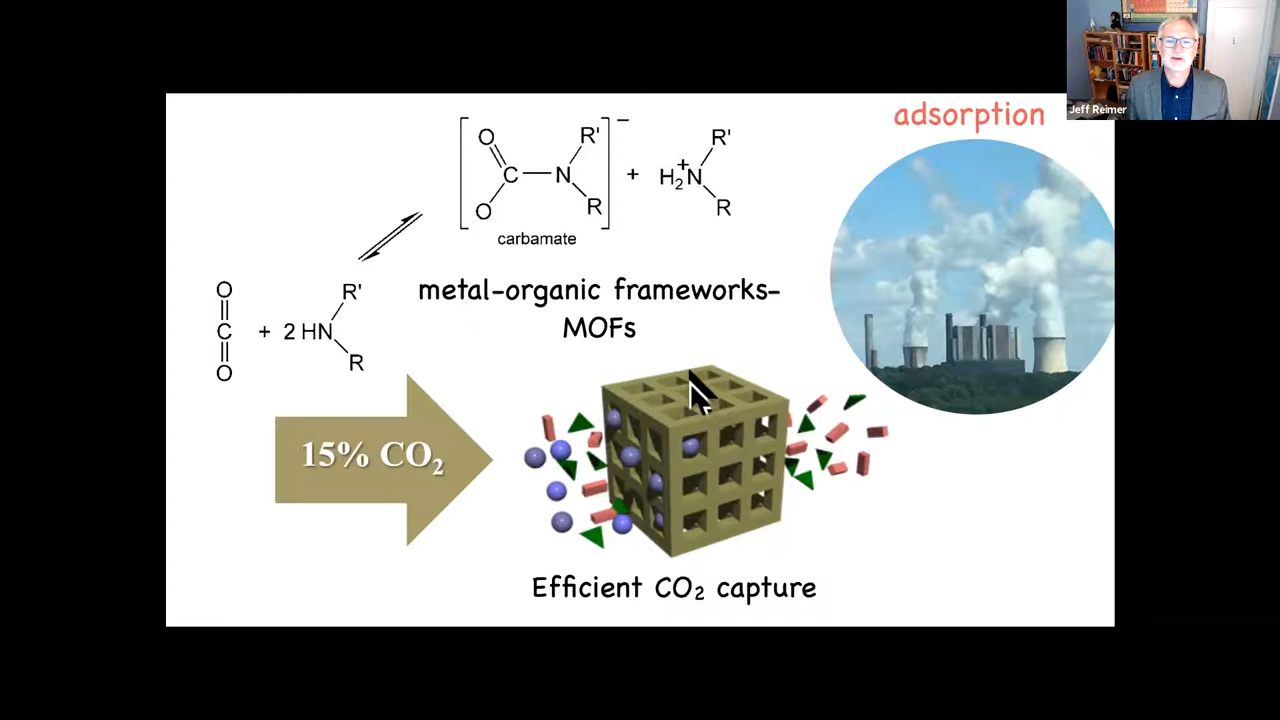 adsorption
Jeff Reimer
O
C
O
N
R'
R
−
+
H₂N⁺
R'
R
carbamate
O
C
O
+ 2 HN
R'
R
metal-organic frameworks-
MOFs
15% CO₂
Efficient CO₂ capture